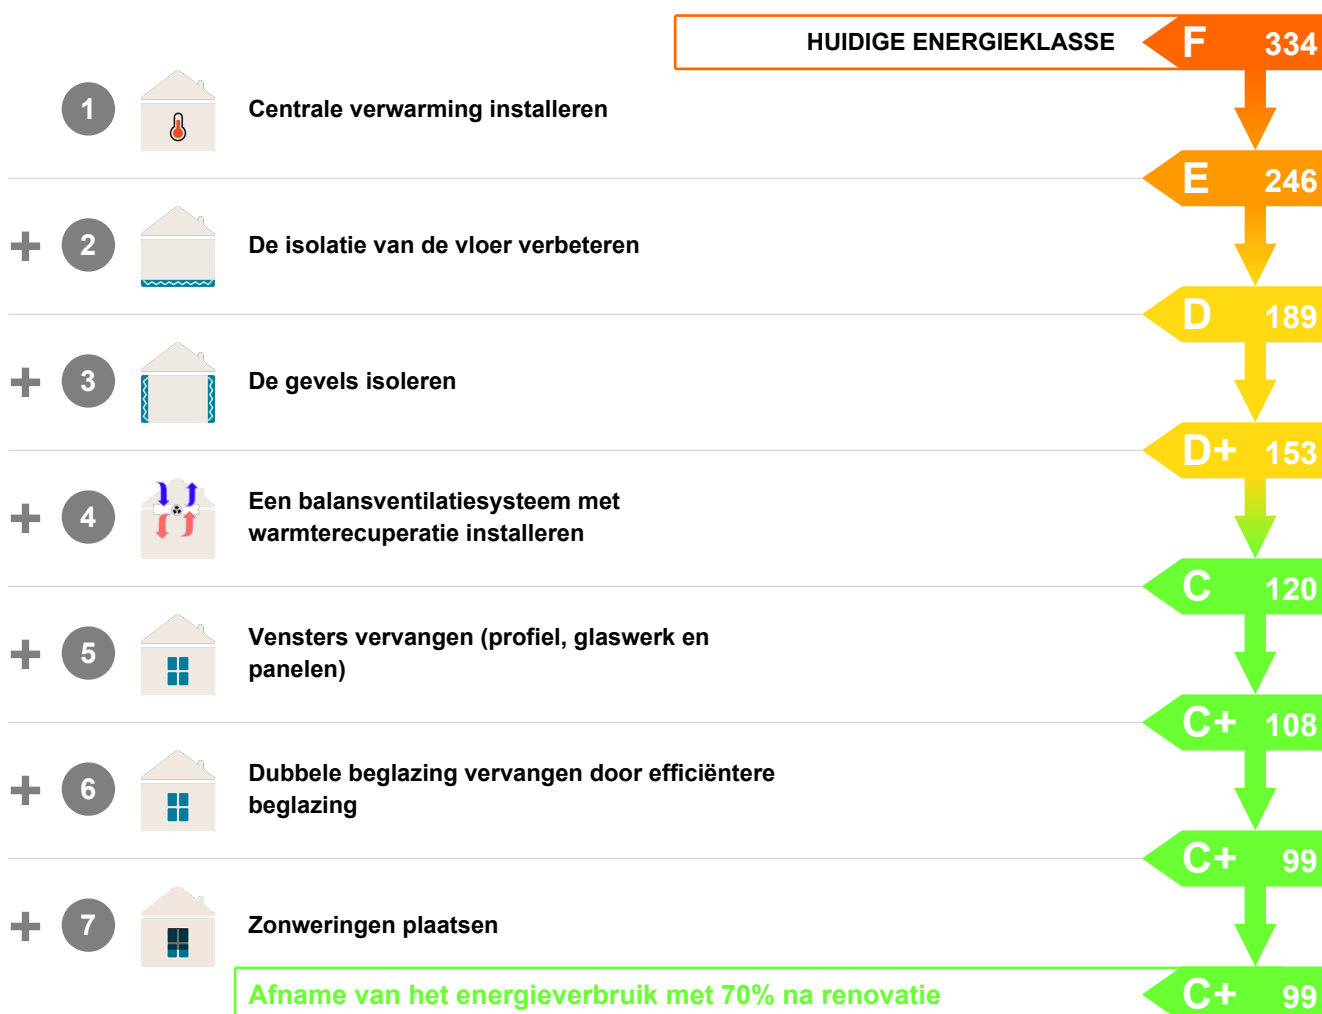 HUIDIGE ENERGIEKLASSE F 334
1 Centrale verwarming installeren
E 246
+ 2 De isolatie van de vloer verbeteren
D 189
+ 3 De gevels isoleren
D+ 153
+ 4 Een balansventilatiesysteem met
warmterecuperatie installeren
C 120
+ 5 Vensters vervangen (profiel, glaswerk en
panelen)
C+ 108
+ 6 Dubbele beglazing vervangen door efficiëntere
beglazing
C+ 99
+ 7 Zonweringen plaatsen
Afname van het energieverbruik met 70% na renovatie C+ 99